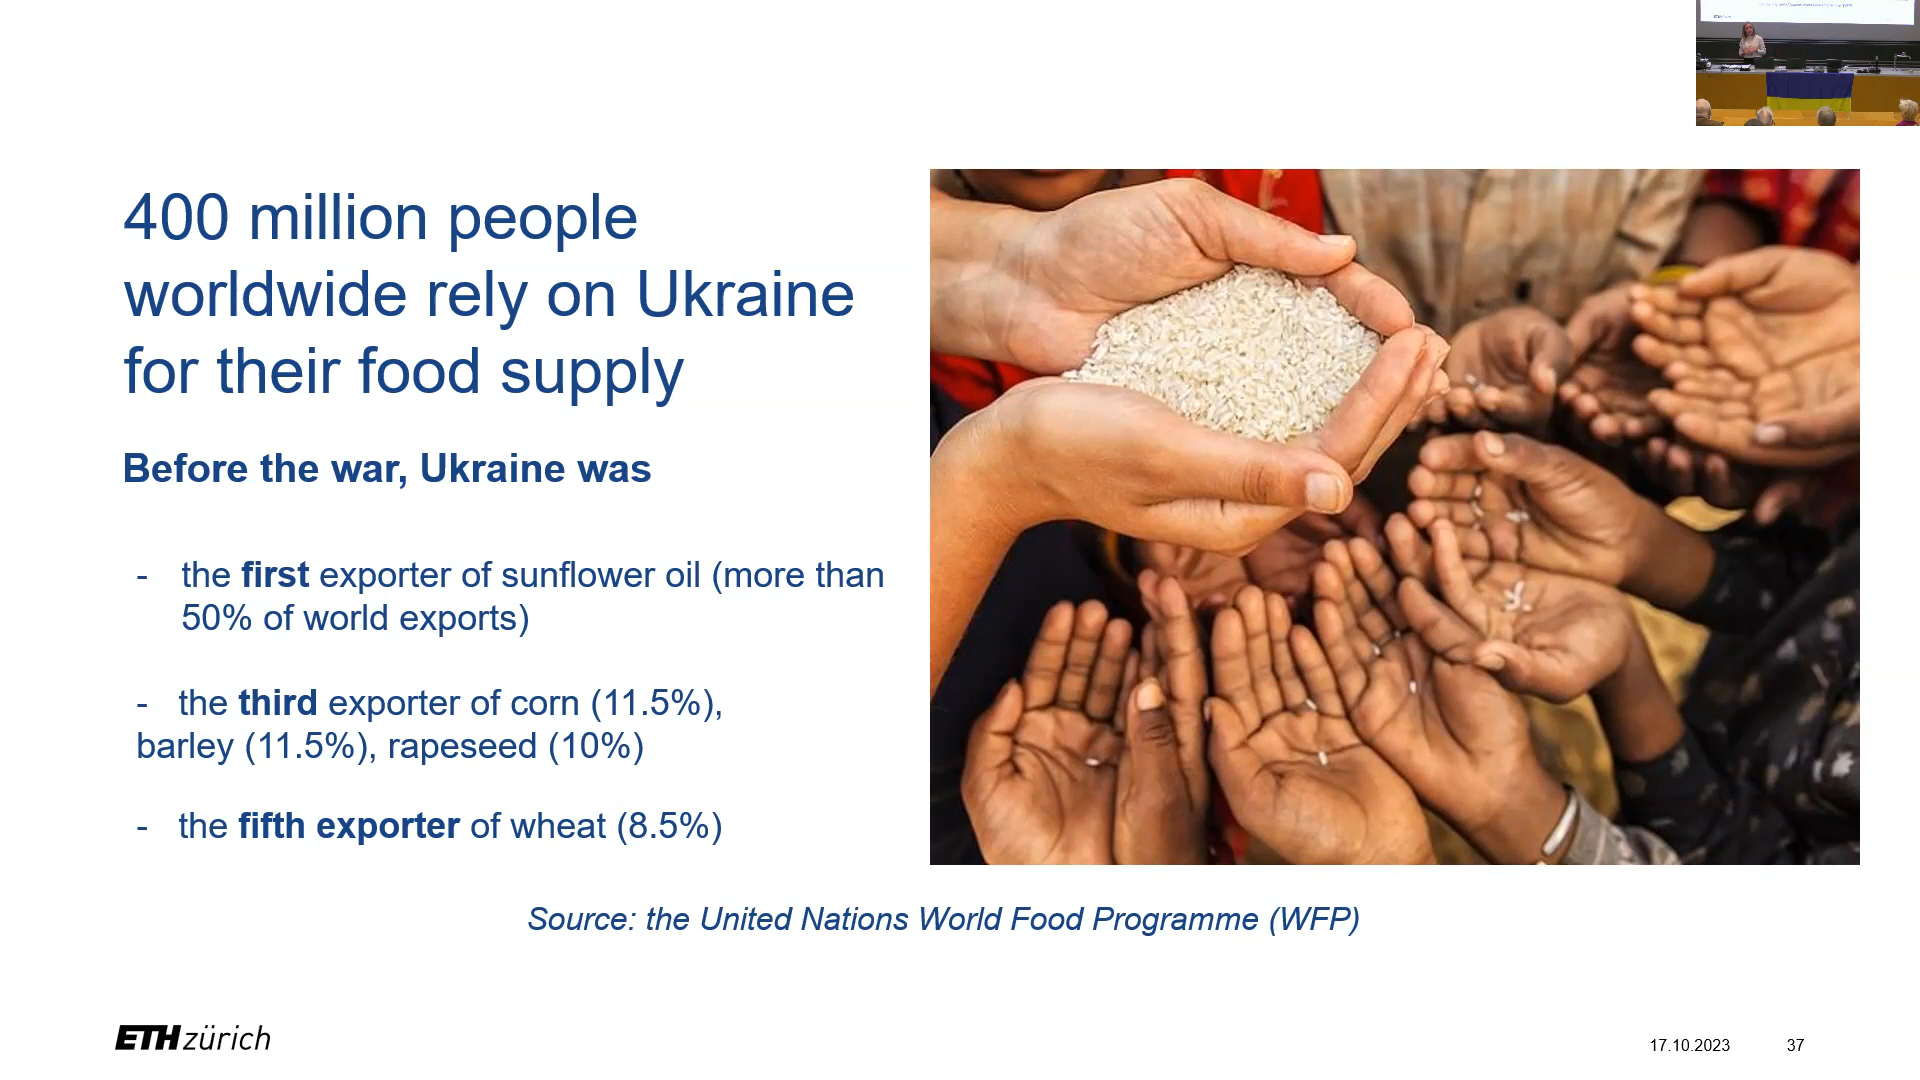 400 million people
worldwide rely on Ukraine
for their food supply
Before the war, Ukraine was
- the first exporter of sunflower oil (more than
50% of world exports)
- the third exporter of corn (11.5%),
barley (11.5%), rapeseed (10%)
- the fifth exporter of wheat (8.5%)
Source: the United Nations World Food Programme (WFP)
ETH zürich
17.10.2023 37